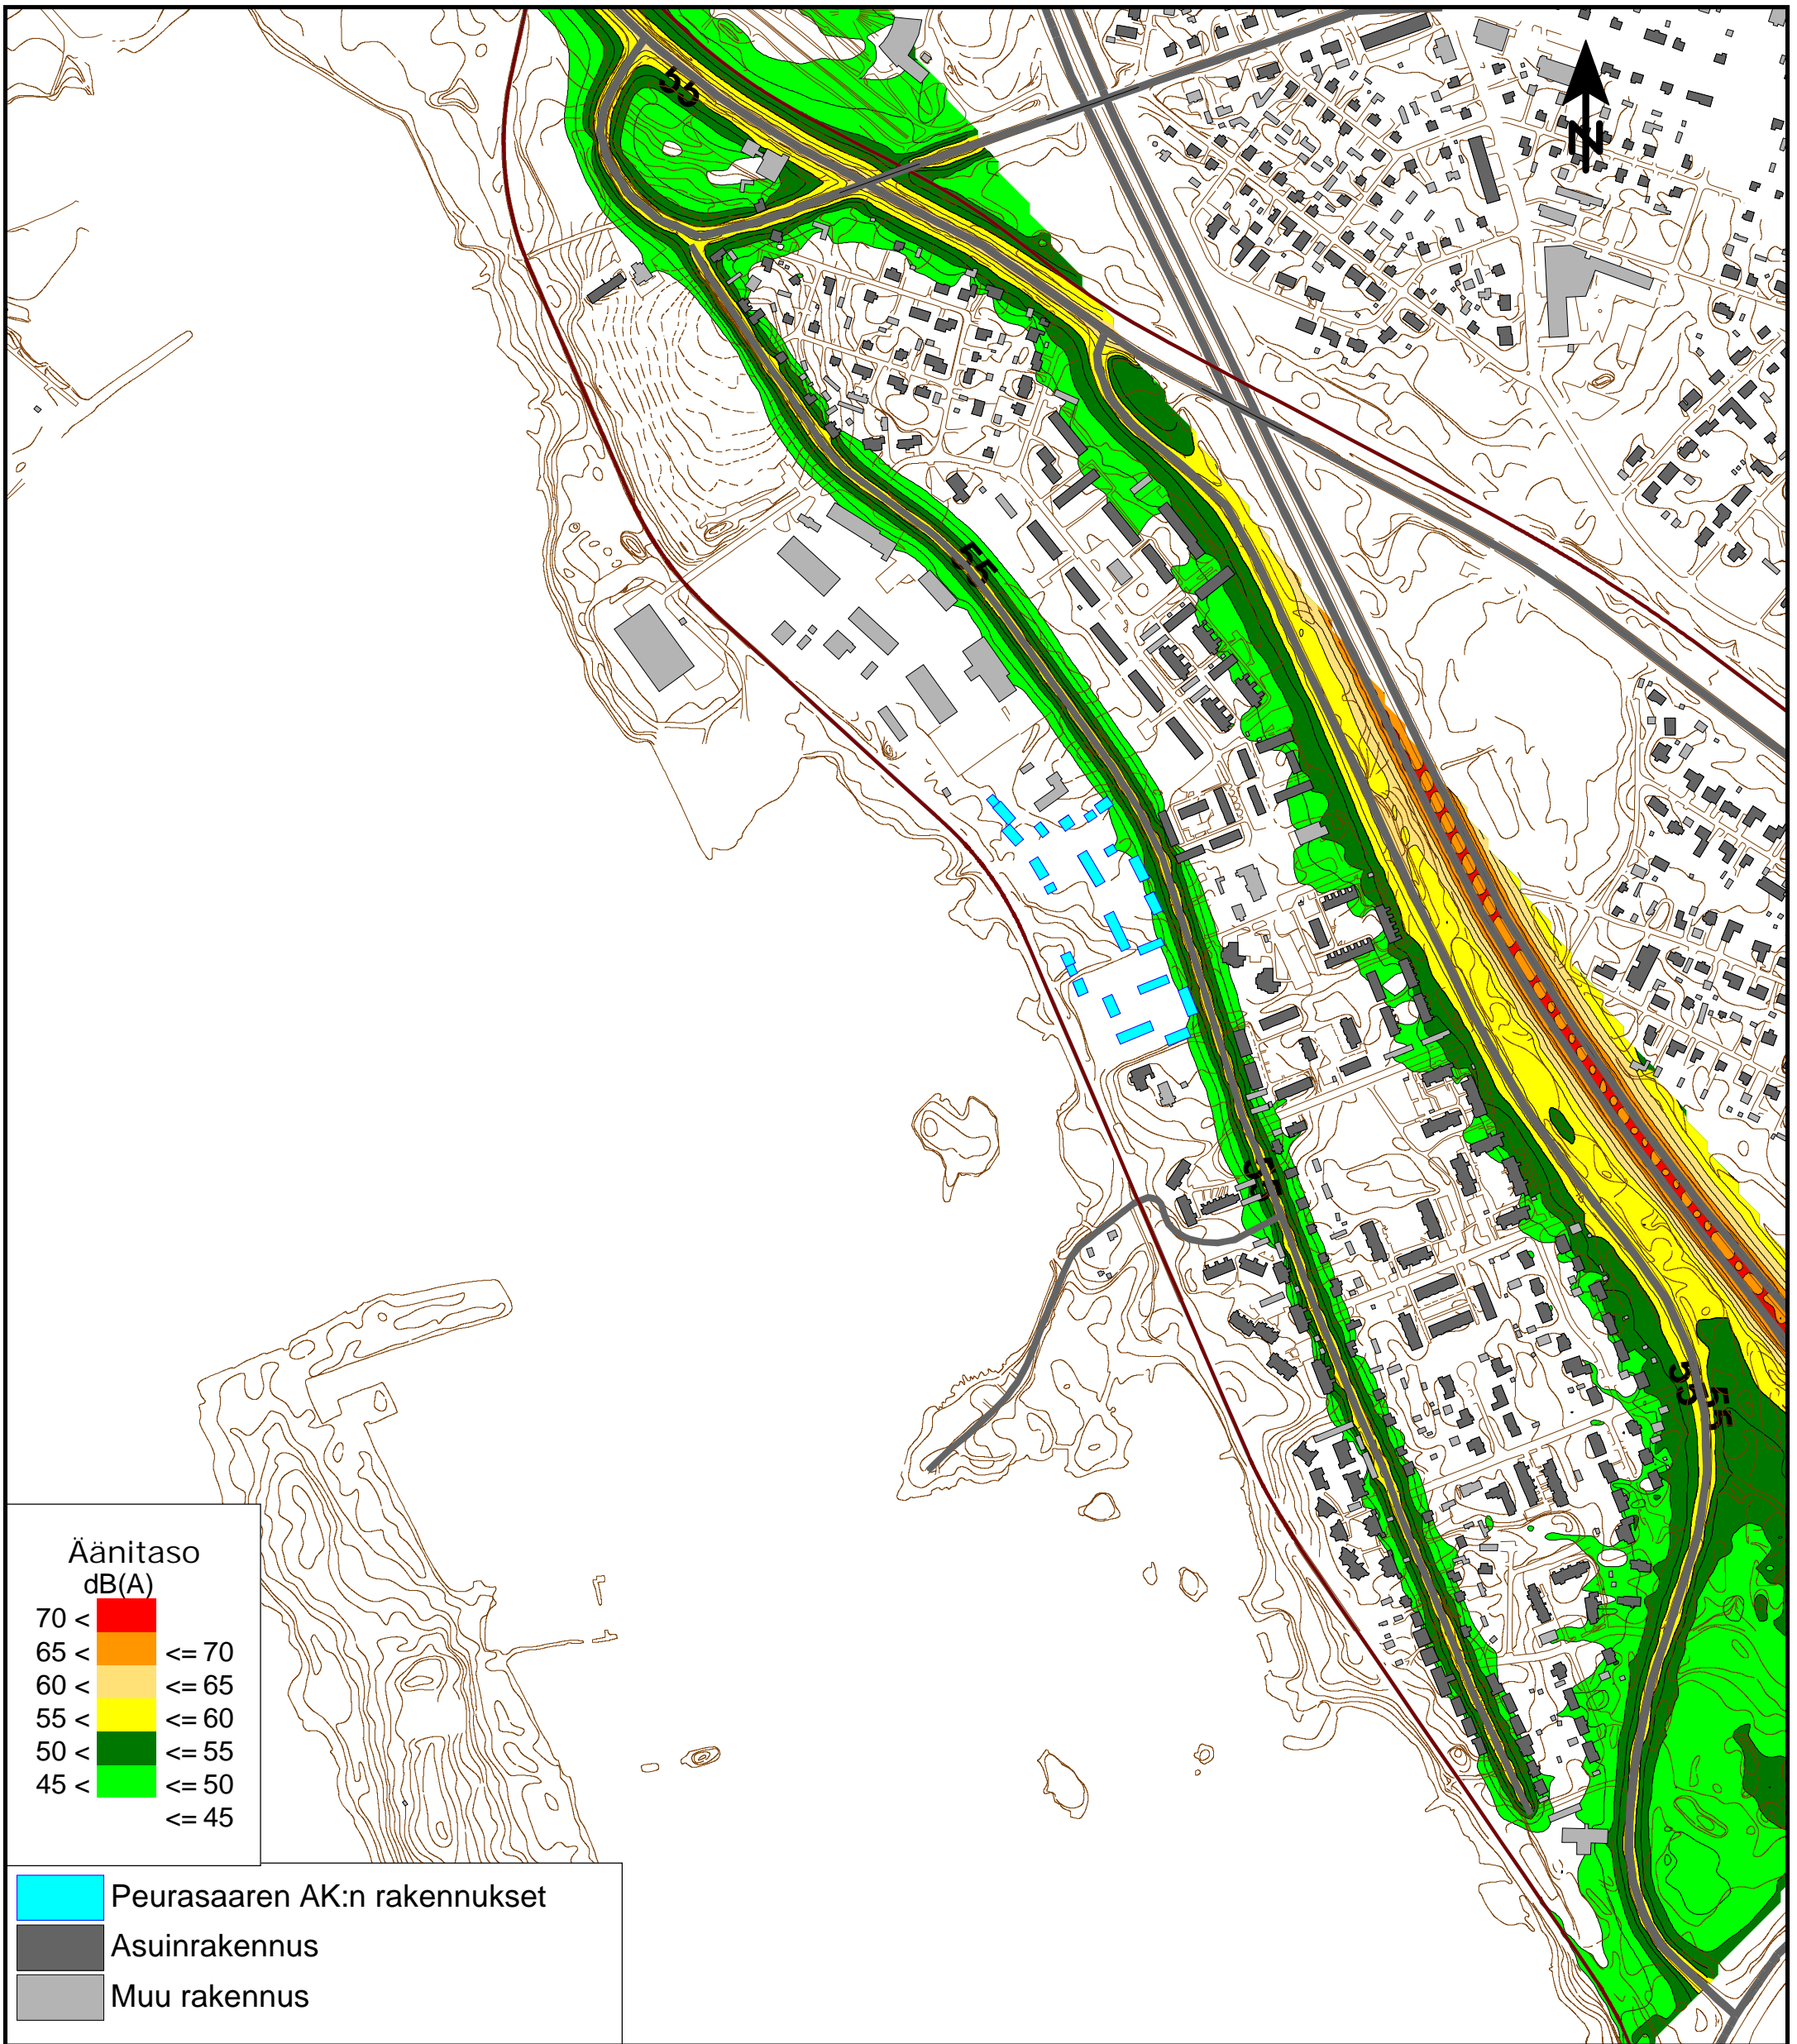 55
N
55
55
55
55
Äänitaso
dB(A)
70 <
65 < <= 70
60 < <= 65
55 < <= 60
50 < <= 55
45 < <= 50
<= 45
Peurasaaren AK:n rakennukset
Asuinrakennus
Muu rakennus